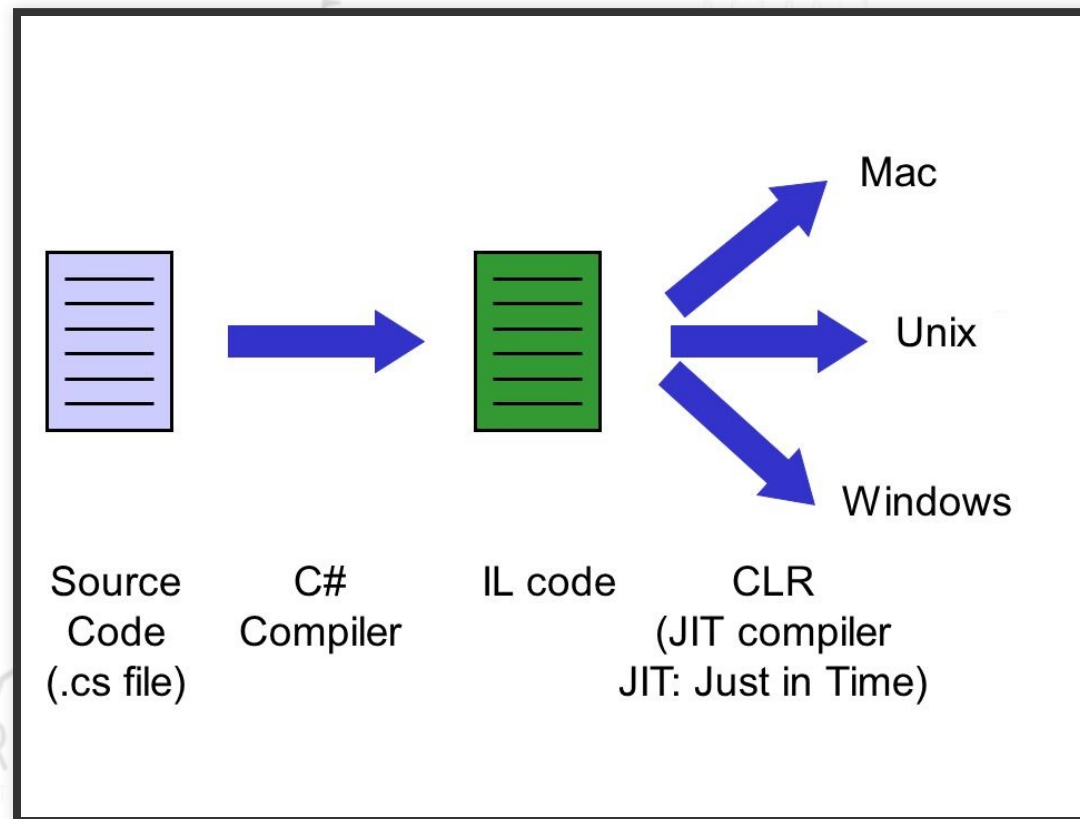 Mac
Unix
Windows
Source
Code
(.cs file)
C#
Compiler
IL code
CLR
(JIT compiler
JIT: Just in Time)